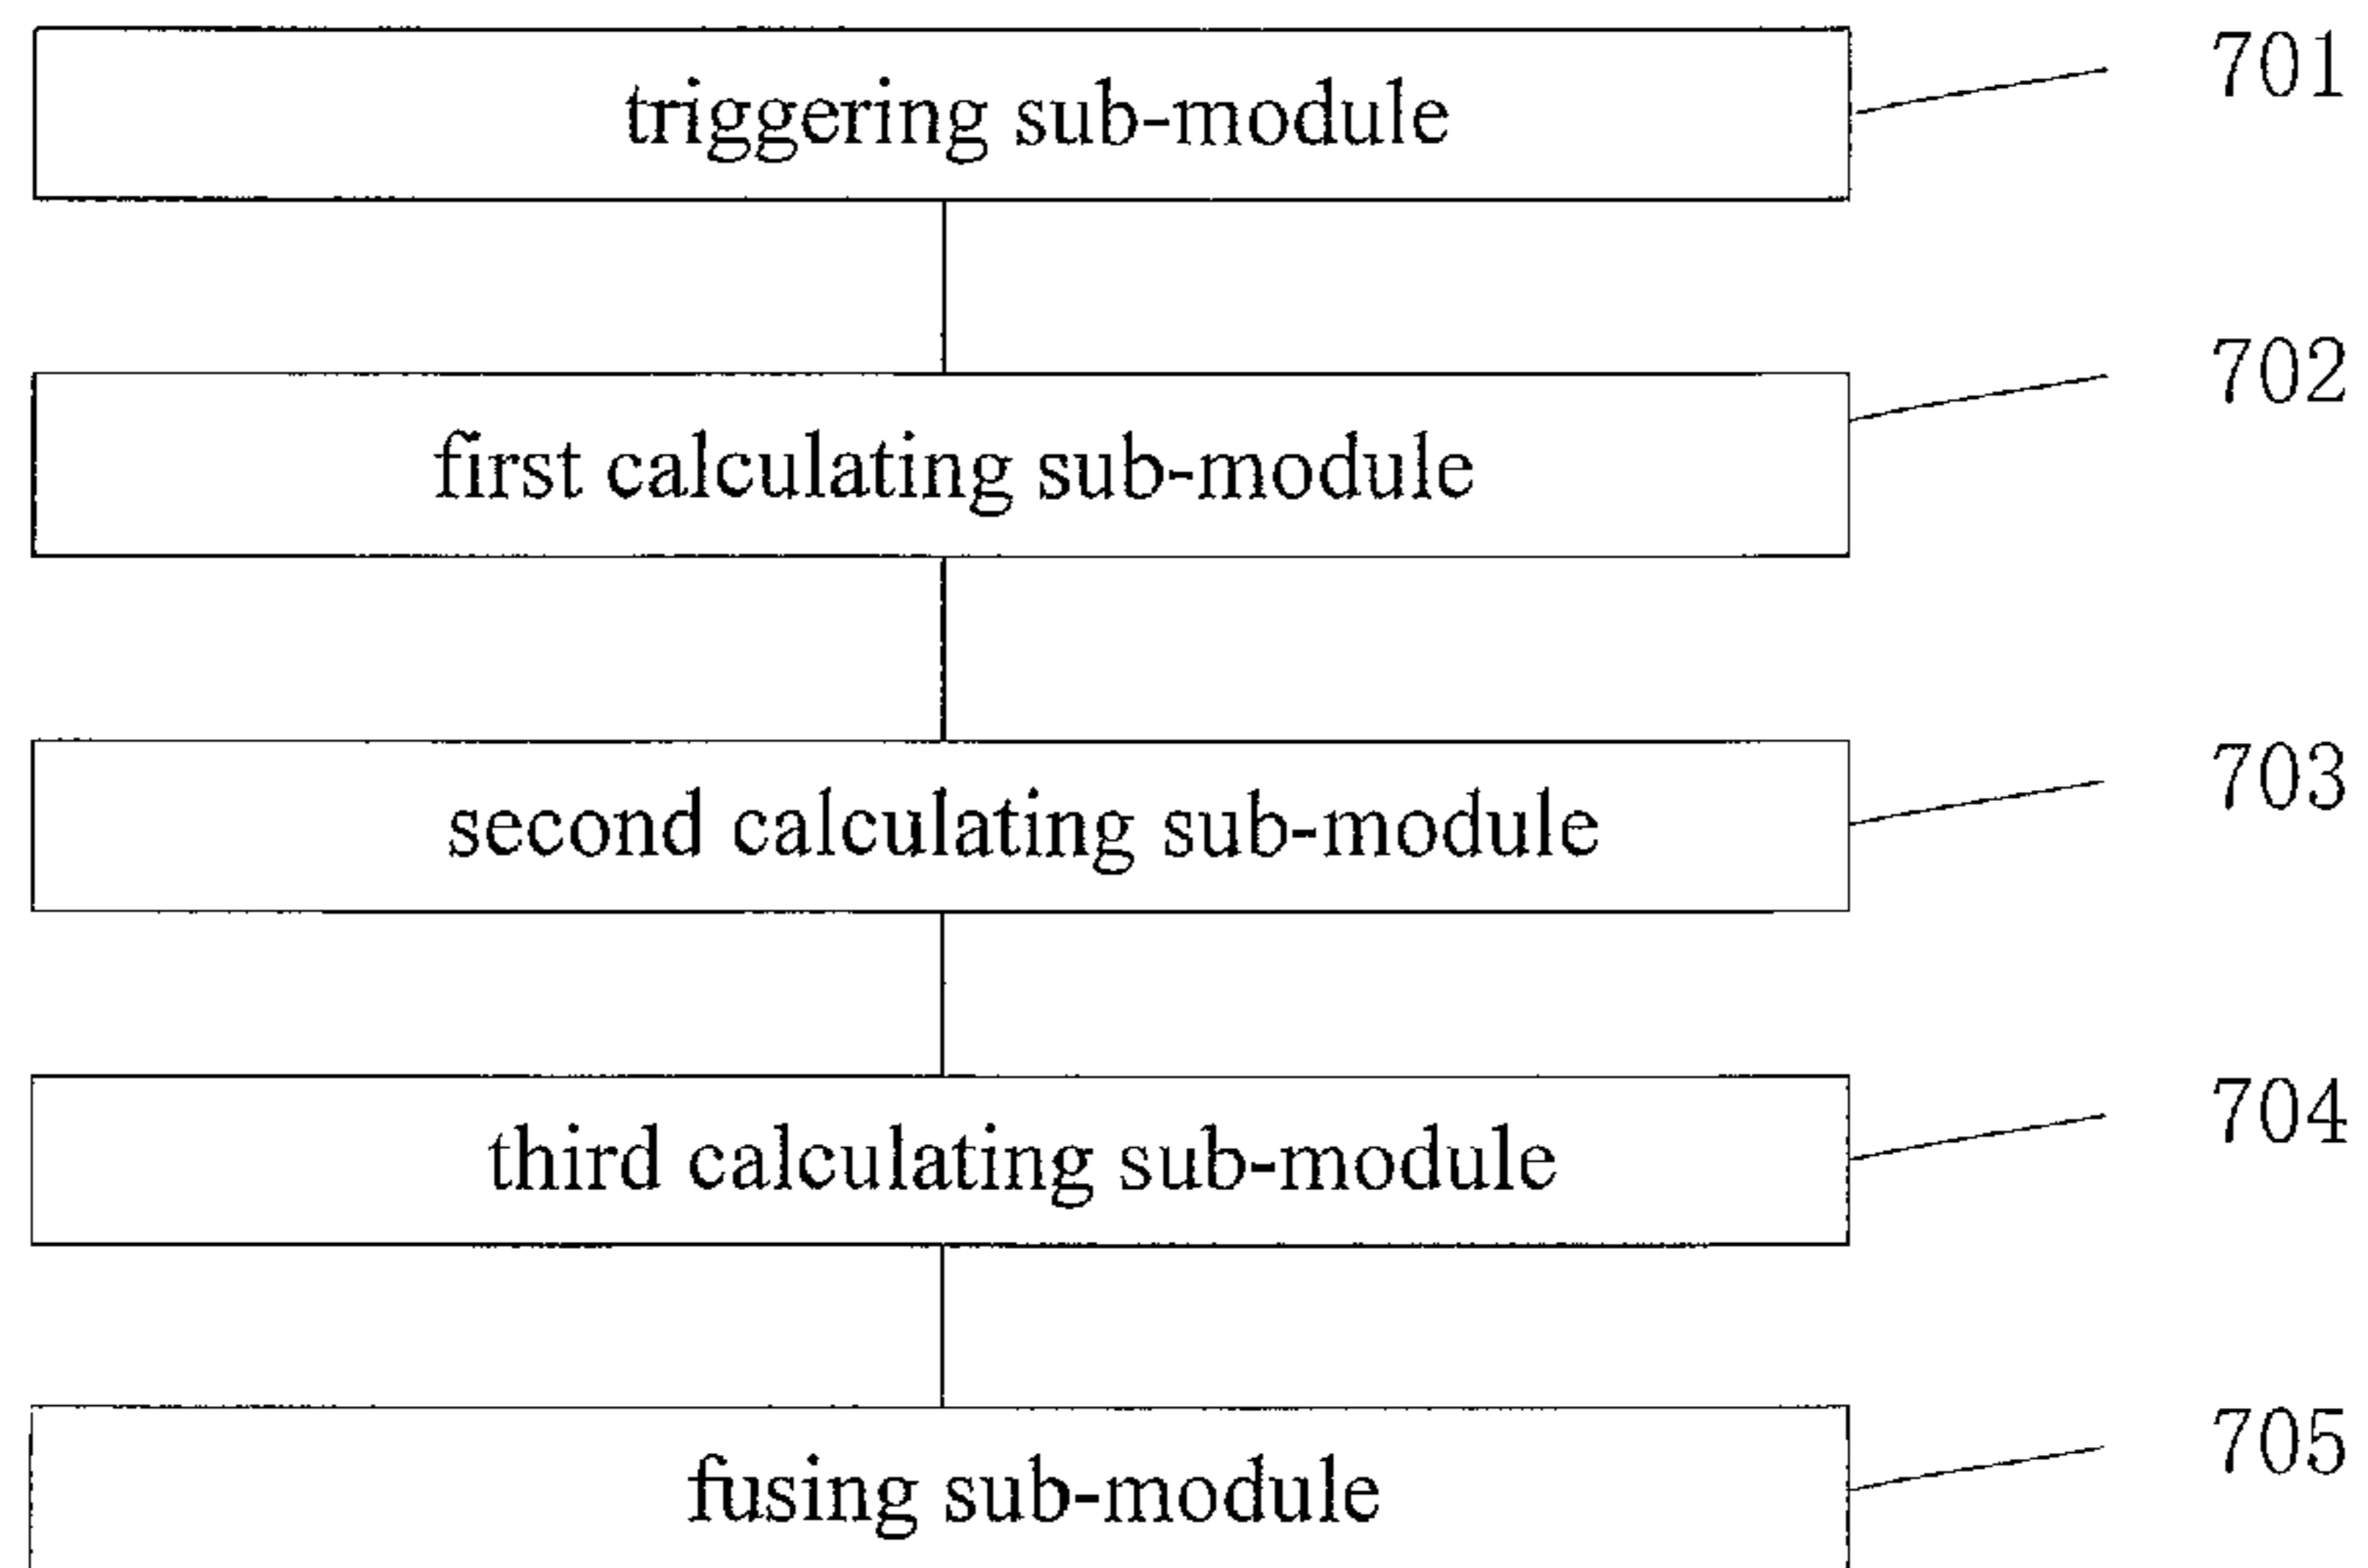 triggering sub-module 701
first calculating sub-module 702
second calculating sub-module 703
third calculating sub-module 704
fusing sub-module 705